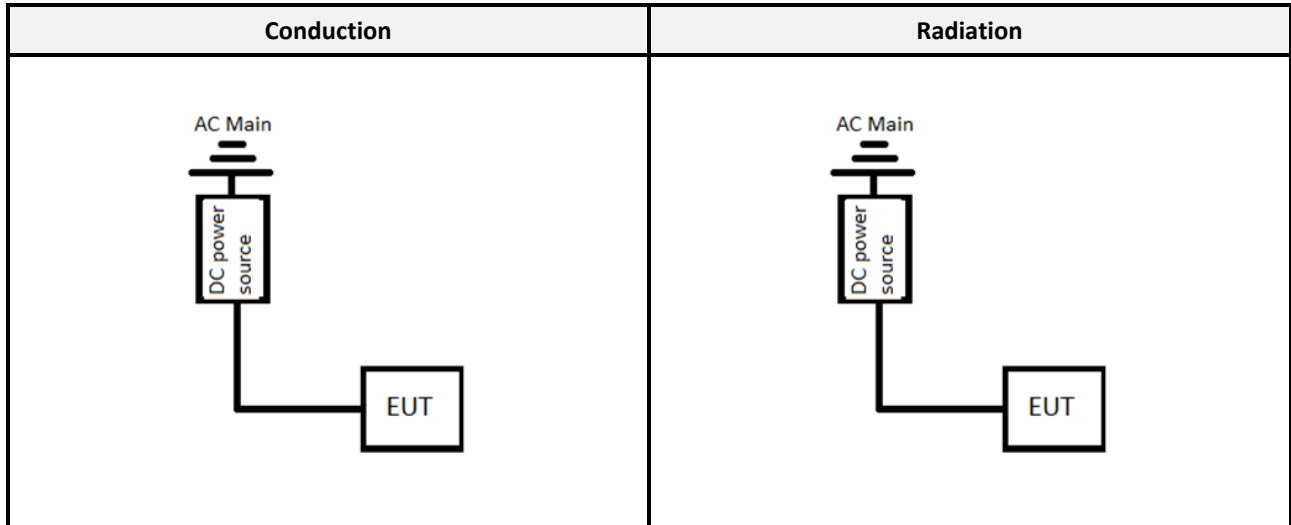 Conduction
Radiation
AC Main
DC power
source
EUT
AC Main
DC power
source
EUT